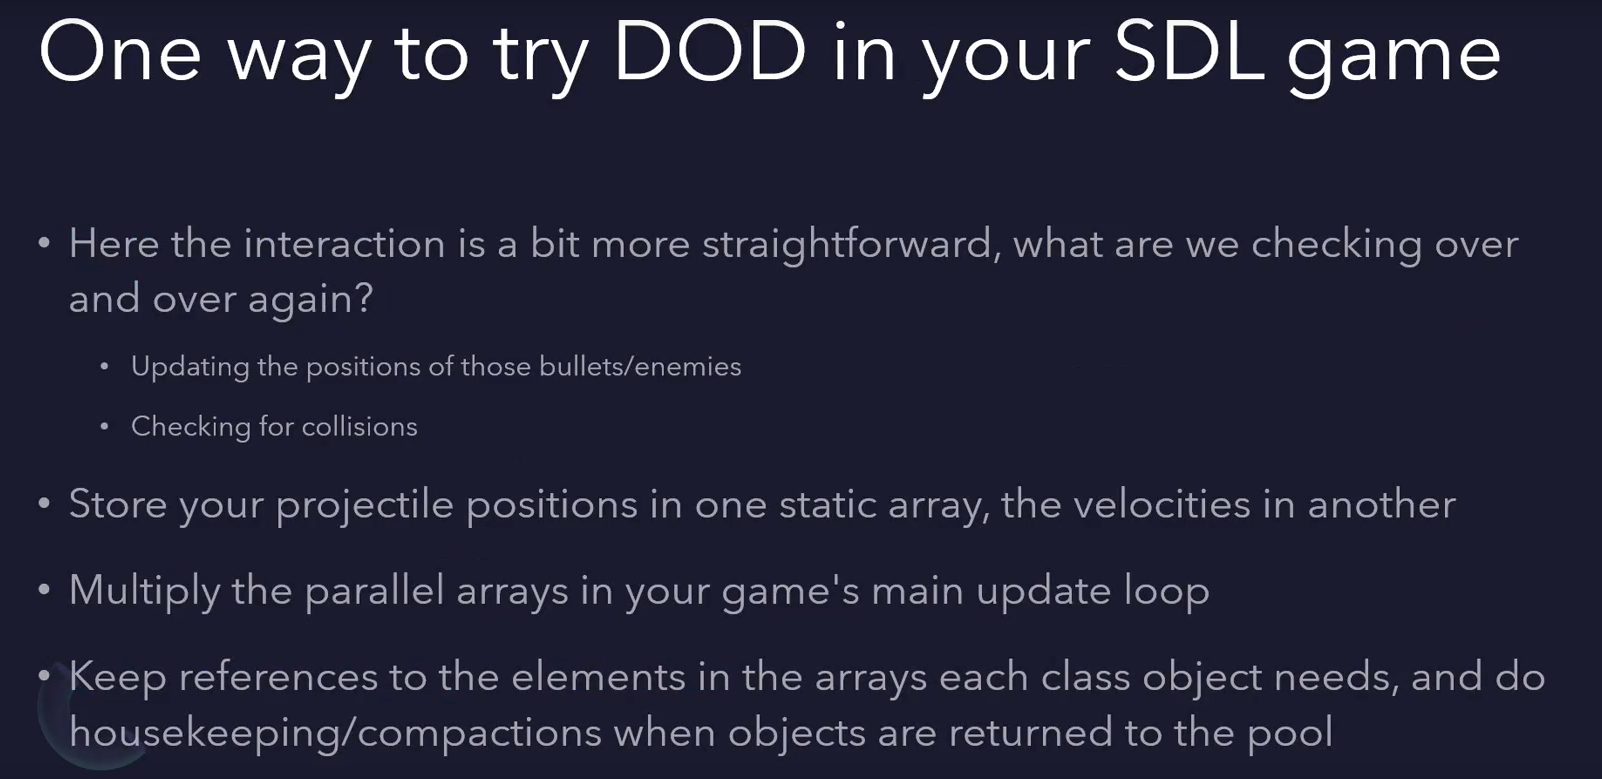 One way to try DOD in your SDL game
• Here the interaction is a bit more straightforward, what are we checking over
and over again?
• Updating the positions of those bullets/enemies
• Checking for collisions
• Store your projectile positions in one static array, the velocities in another
• Multiply the parallel arrays in your game's main update loop
• Keep references to the elements in the arrays each class object needs, and do
housekeeping/compactions when objects are returned to the pool